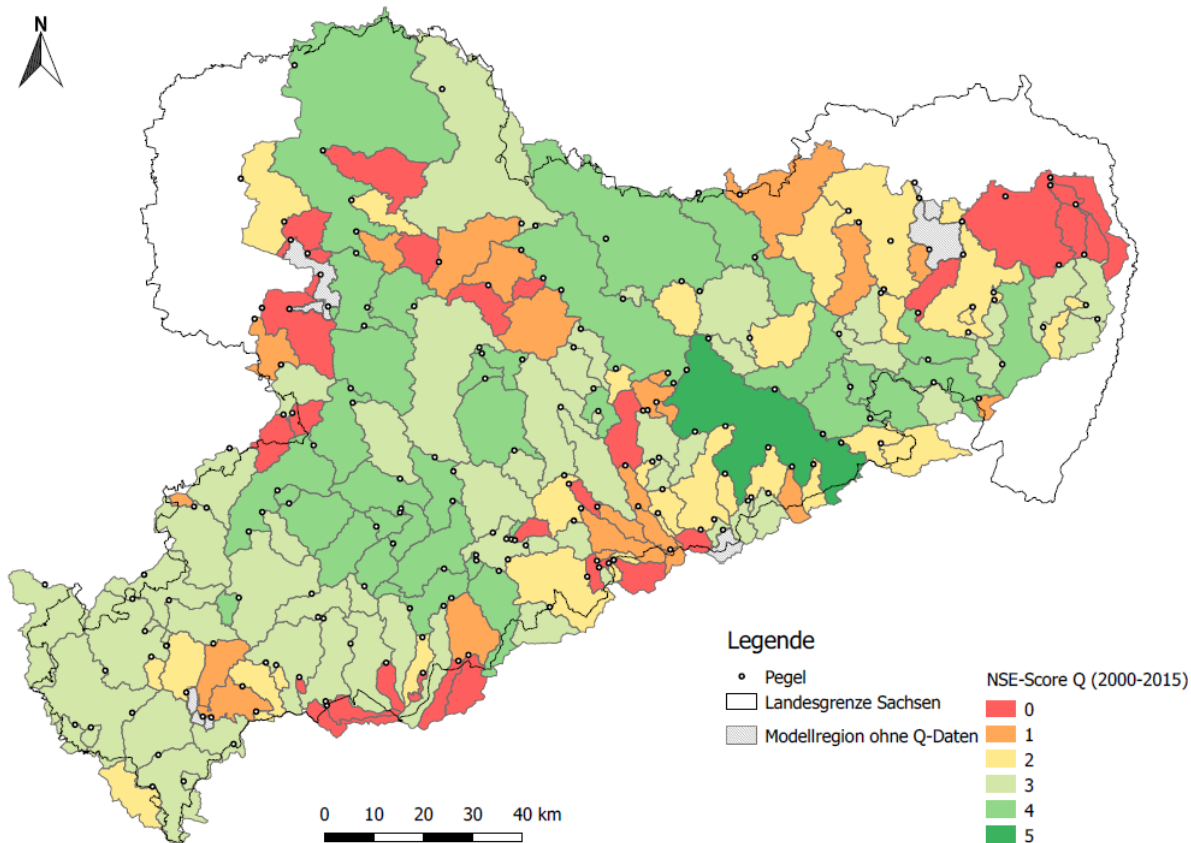 N
Legende
Pegel
Landesgrenze Sachsen
Modellregion ohne Q-Daten
NSE-Score Q (2000-2015)
0
1
2
3
4
5
0 10 20 30 40 km